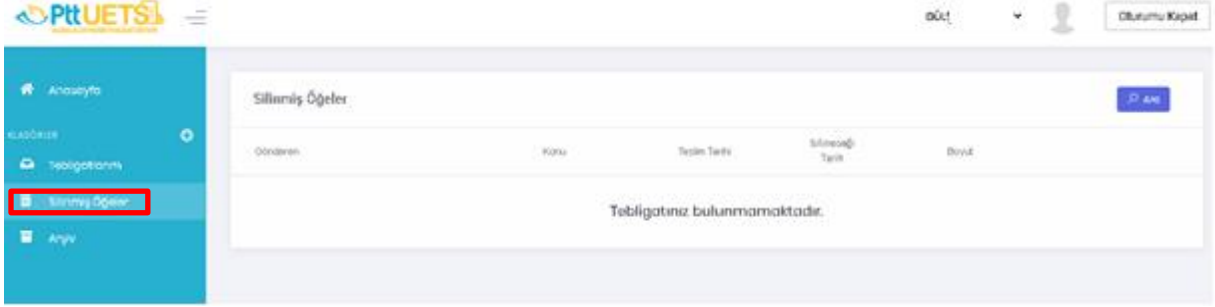 PttUETS
Oturumu Kapat
Anasayfa
Silinmiş Öğeler
ARA
KLASÖRLER
Gönderen
Konu
Teslim Tarihi
Silineceği
Tarih
Boyut
Tebligatlarım
Silinmiş Öğeler
Tebligatınız bulunmamaktadır.
Arşiv